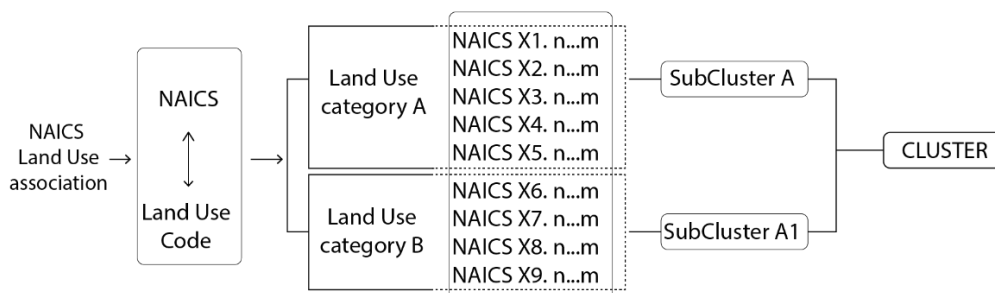 NAICS
Land Use
association
NAICS
Land Use
Code
Land Use
category A
NAICS X1. n...m
NAICS X2. n...m
NAICS X3. n...m
NAICS X4. n...m
NAICS X5. n...m
SubCluster A
Land Use
category B
NAICS X6. n...m
NAICS X7. n...m
NAICS X8. n...m
NAICS X9. n...m
SubCluster A1
CLUSTER